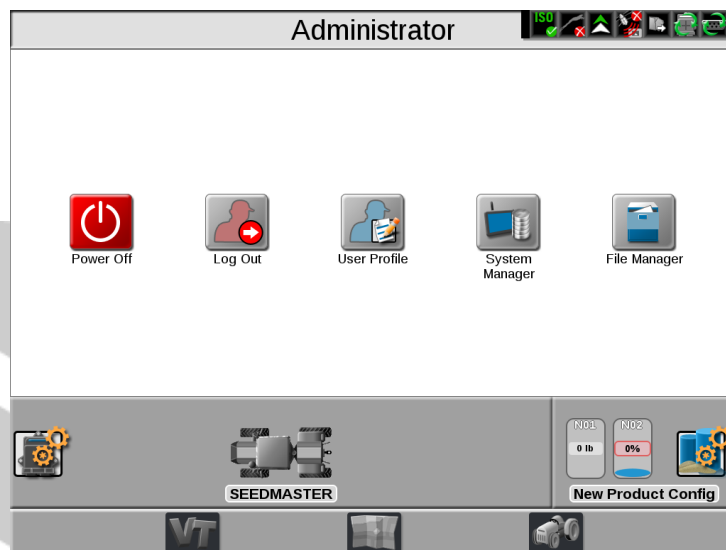 Administrator
ISO
Power Off
Log Out
User Profile
System
Manager
File Manager
N01
N02
0 lb
0%
SEEDMASTER
New Product Config
VT